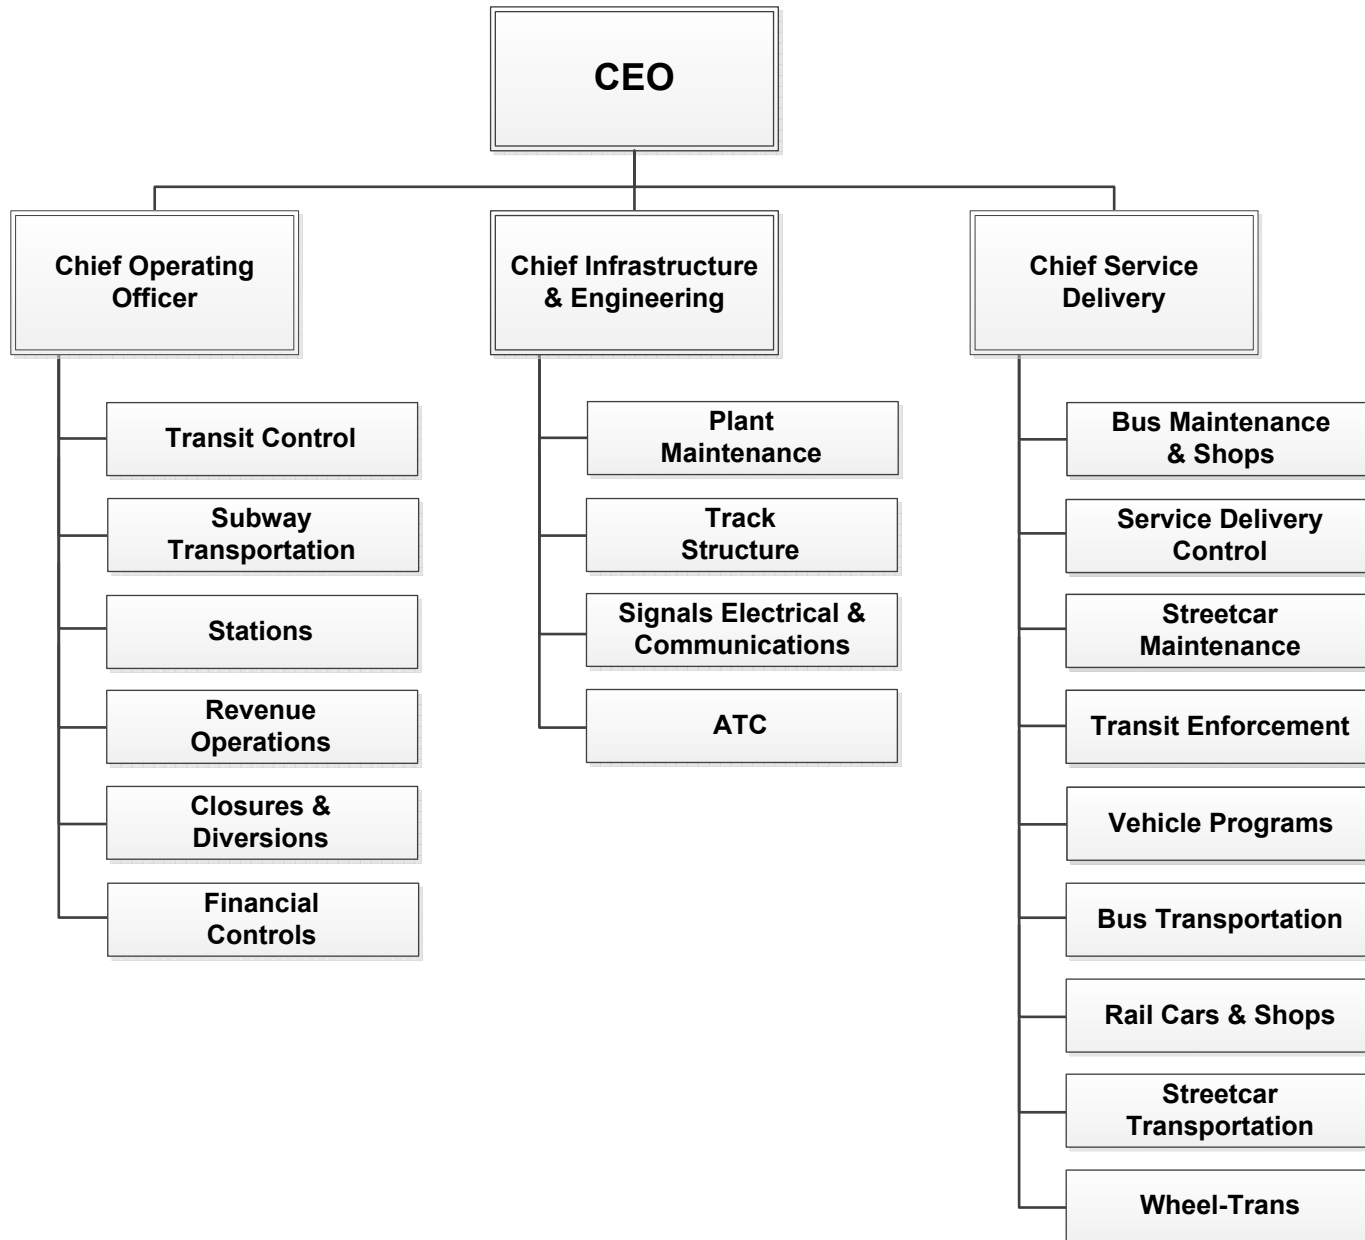 CEO
Chief Operating
Officer
Transit Control
Subway
Transportation
Stations
Revenue
Operations
Closures &
Diversions
Financial
Controls
Chief Infrastructure
& Engineering
Plant
Maintenance
Track
Structure
Signals Electrical &
Communications
ATC
Chief Service
Delivery
Bus Maintenance
& Shops
Service Delivery
Control
Streetcar
Maintenance
Transit Enforcement
Vehicle Programs
Bus Transportation
Rail Cars & Shops
Streetcar
Transportation
Wheel-Trans